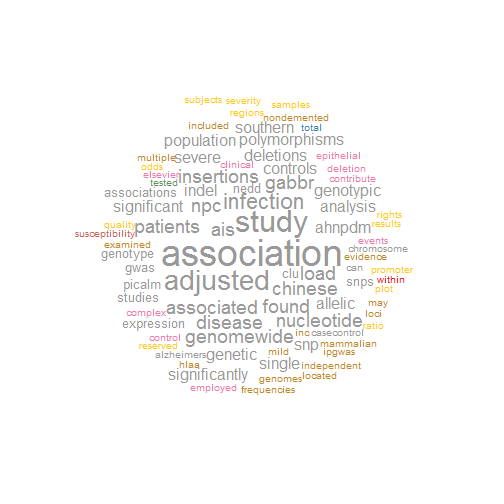 subjects severity samples
regions nondemented
included southern total
population polymorphisms
multiple severe deletions epithelial
odds clinical controls deletion
elsevier insertions gabbr contribute
tested indel nedd genotypic
associations npc infection rights
significant patients ais study analysis results
quality ahnpdm events
susceptibility chromosome
examined association evidence
genotype can promoter
gwas adjusted clu load snps within
picalm chinese plot
studies associated found allelic may
complex loci
expression disease nucleotide ratio
control genomewide inc casecontrol
reserved snp mammalian
alzheimers genetic mild ipgwas
hlaa single independent
significantly genomes located
employed frequencies